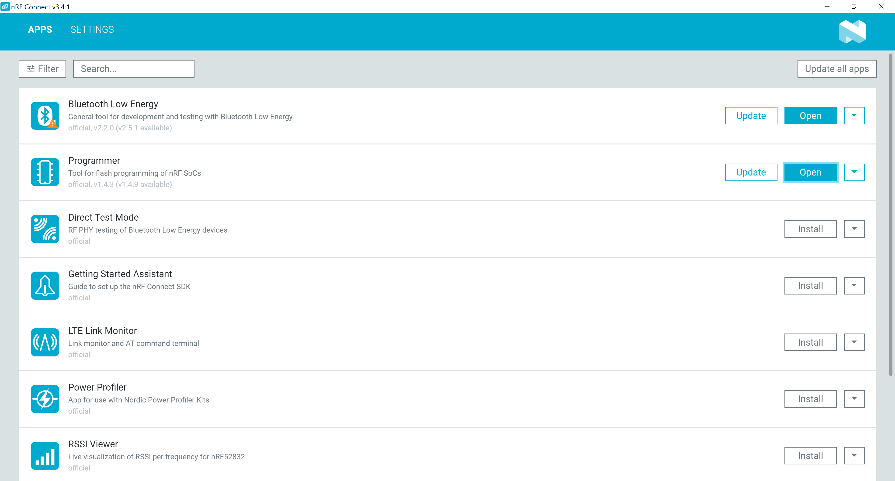 nRF Connect v3.4.1
APPS SETTINGS
Filter Search... Update all apps
Bluetooth Low Energy
General tool for development and testing with Bluetooth Low Energy
official, v2.2.0 (v2.5.1 available)
Update Open
Programmer
Tool for flash programming of nRF SoCs
official, v1.4.3 (v1.4.9 available)
Update Open
Direct Test Mode
RF PHY testing of Bluetooth Low Energy devices
official
Install
Getting Started Assistant
Guide to set up the nRF Connect SDK
official
Install
LTE Link Monitor
Link monitor and AT command terminal
official
Install
Power Profiler
App for use with Nordic Power Profiler Kits
official
Install
RSSI Viewer
Live visualization of RSSI per frequency for nRF52832
official
Install